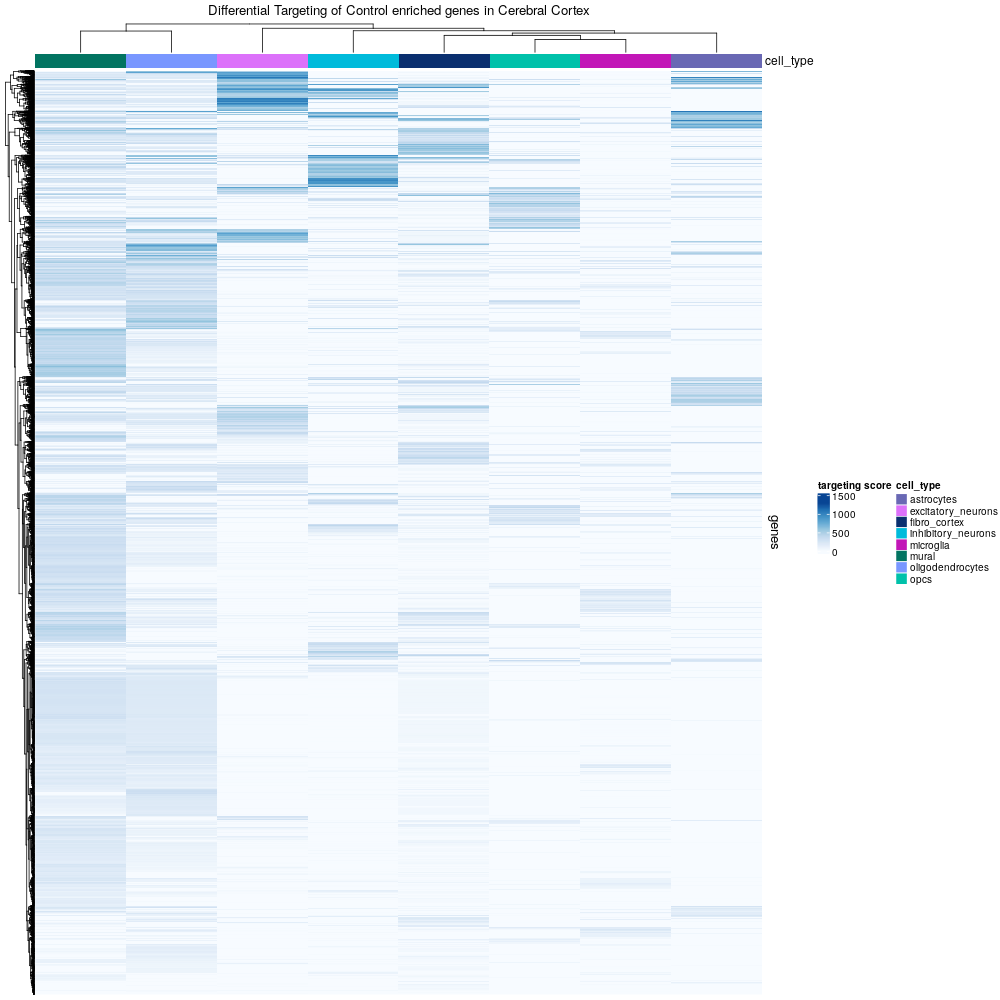 Differential Targeting of Control enriched genes in Cerebral Cortex
cell_type
genes
targeting score
1500
1000
500
0
cell_type
astrocytes
excitatory_neurons
fibro_cortex
inhibitory_neurons
microglia
mural
oligodendrocytes
opcs